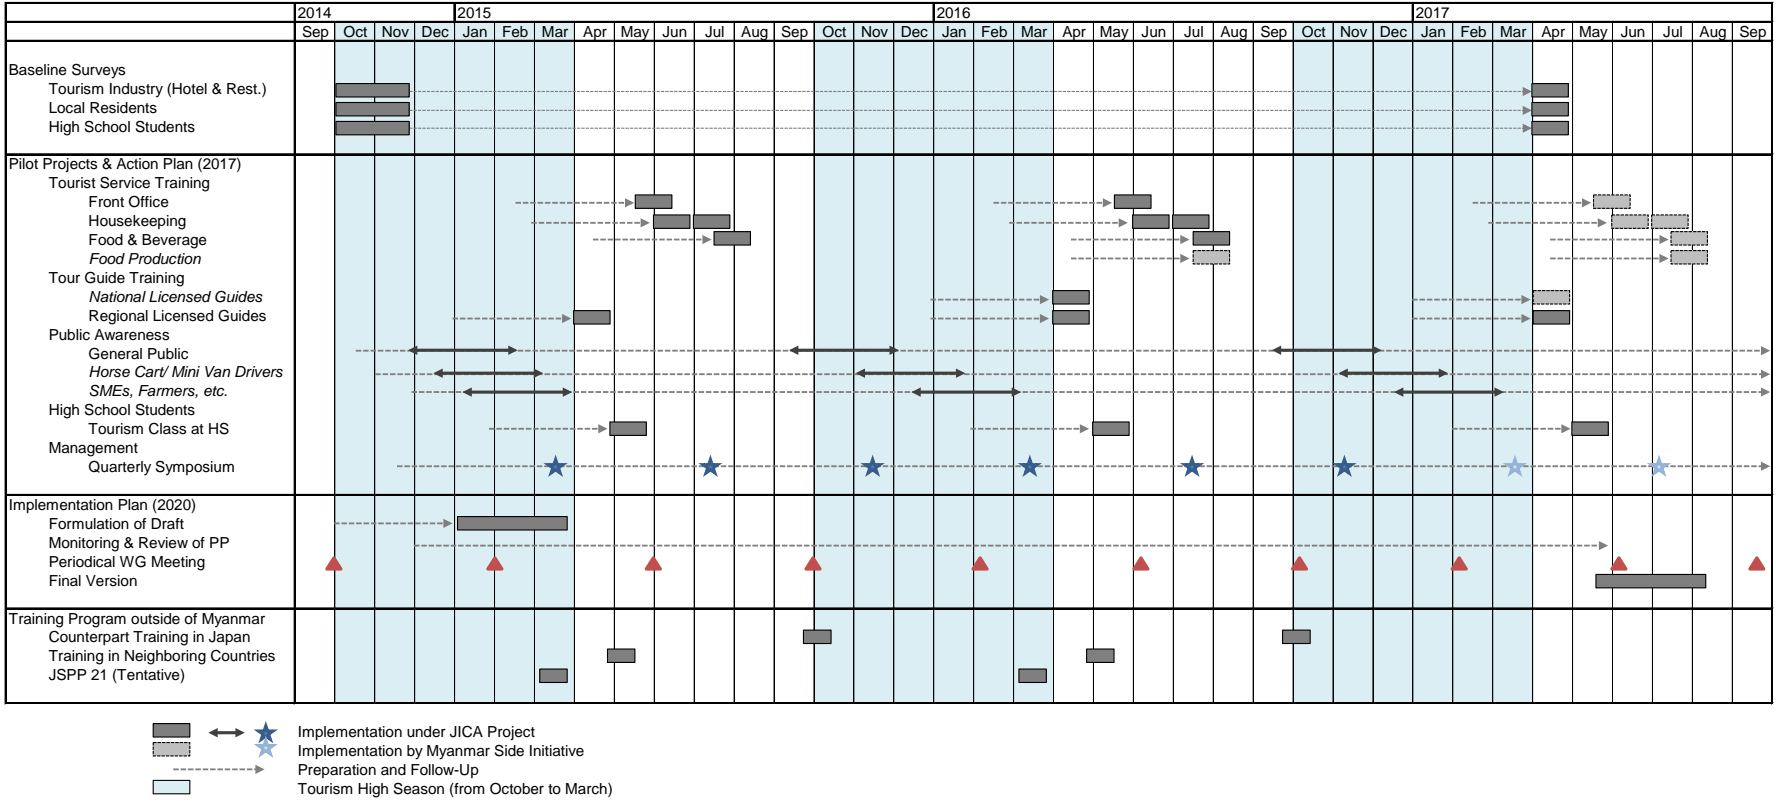 2014 2015 2016 2017
Sep Oct Nov Dec Jan Feb Mar Apr May Jun Jul Aug Sep Oct Nov Dec Jan Feb Mar Apr May Jun Jul Aug Sep Oct Nov Dec Jan Feb Mar Apr May Jun Jul Aug Sep
Baseline Surveys
Tourism Industry (Hotel & Rest.)
Local Residents
High School Students
Pilot Projects & Action Plan (2017)
Tourist Service Training
Front Office
Housekeeping
Food & Beverage
Food Production
Tour Guide Training
National Licensed Guides
Regional Licensed Guides
Public Awareness
General Public
Horse Cart/ Mini Van Drivers
SMEs, Farmers, etc.
High School Students
Tourism Class at HS
Management
Quarterly Symposium
Implementation Plan (2020)
Formulation of Draft
Monitoring & Review of PP
Periodical WG Meeting
Final Version
Training Program outside of Myanmar
Counterpart Training in Japan
Training in Neighboring Countries
JSPP 21 (Tentative)
Implementation under JICA Project
Implementation by Myanmar Side Initiative
Preparation and Follow-Up
Tourism High Season (from October to March)